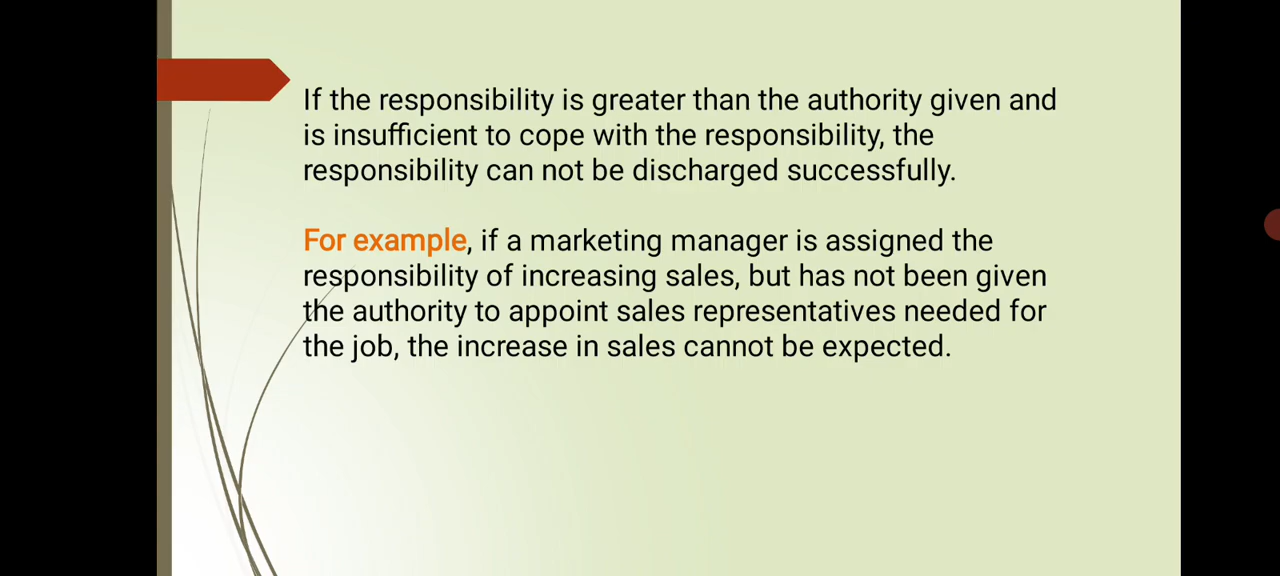 If the responsibility is greater than the authority given and
is insufficient to cope with the responsibility, the
responsibility can not be discharged successfully.
For example, if a marketing manager is assigned the
responsibility of increasing sales, but has not been given
the authority to appoint sales representatives needed for
the job, the increase in sales cannot be expected.